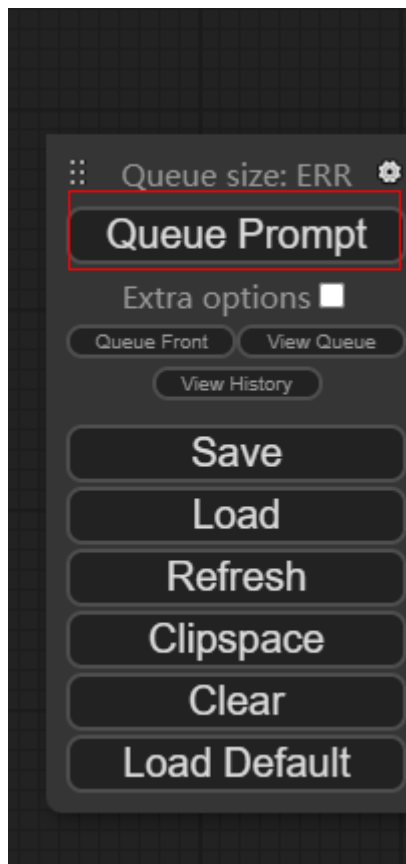 Queue size: ERR
Queue Prompt
Extra options
Queue Front View Queue
View History
Save
Load
Refresh
Clipspace
Clear
Load Default